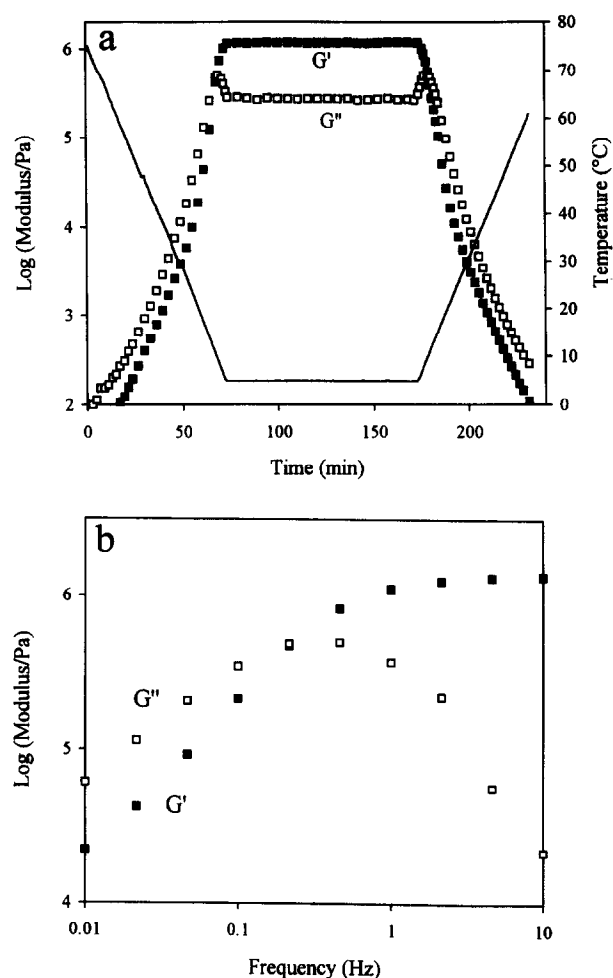 a
G'
G"
6
5
4
3
2
80
70
60
50
40
30
20
10
0
0
50
100
150
200
Log (Modulus/Pa)
Temperature (°C)
Time (min)
b
G"
G'
6
5
4
0.01
0.1
1
10
Log (Modulus/Pa)
Frequency (Hz)